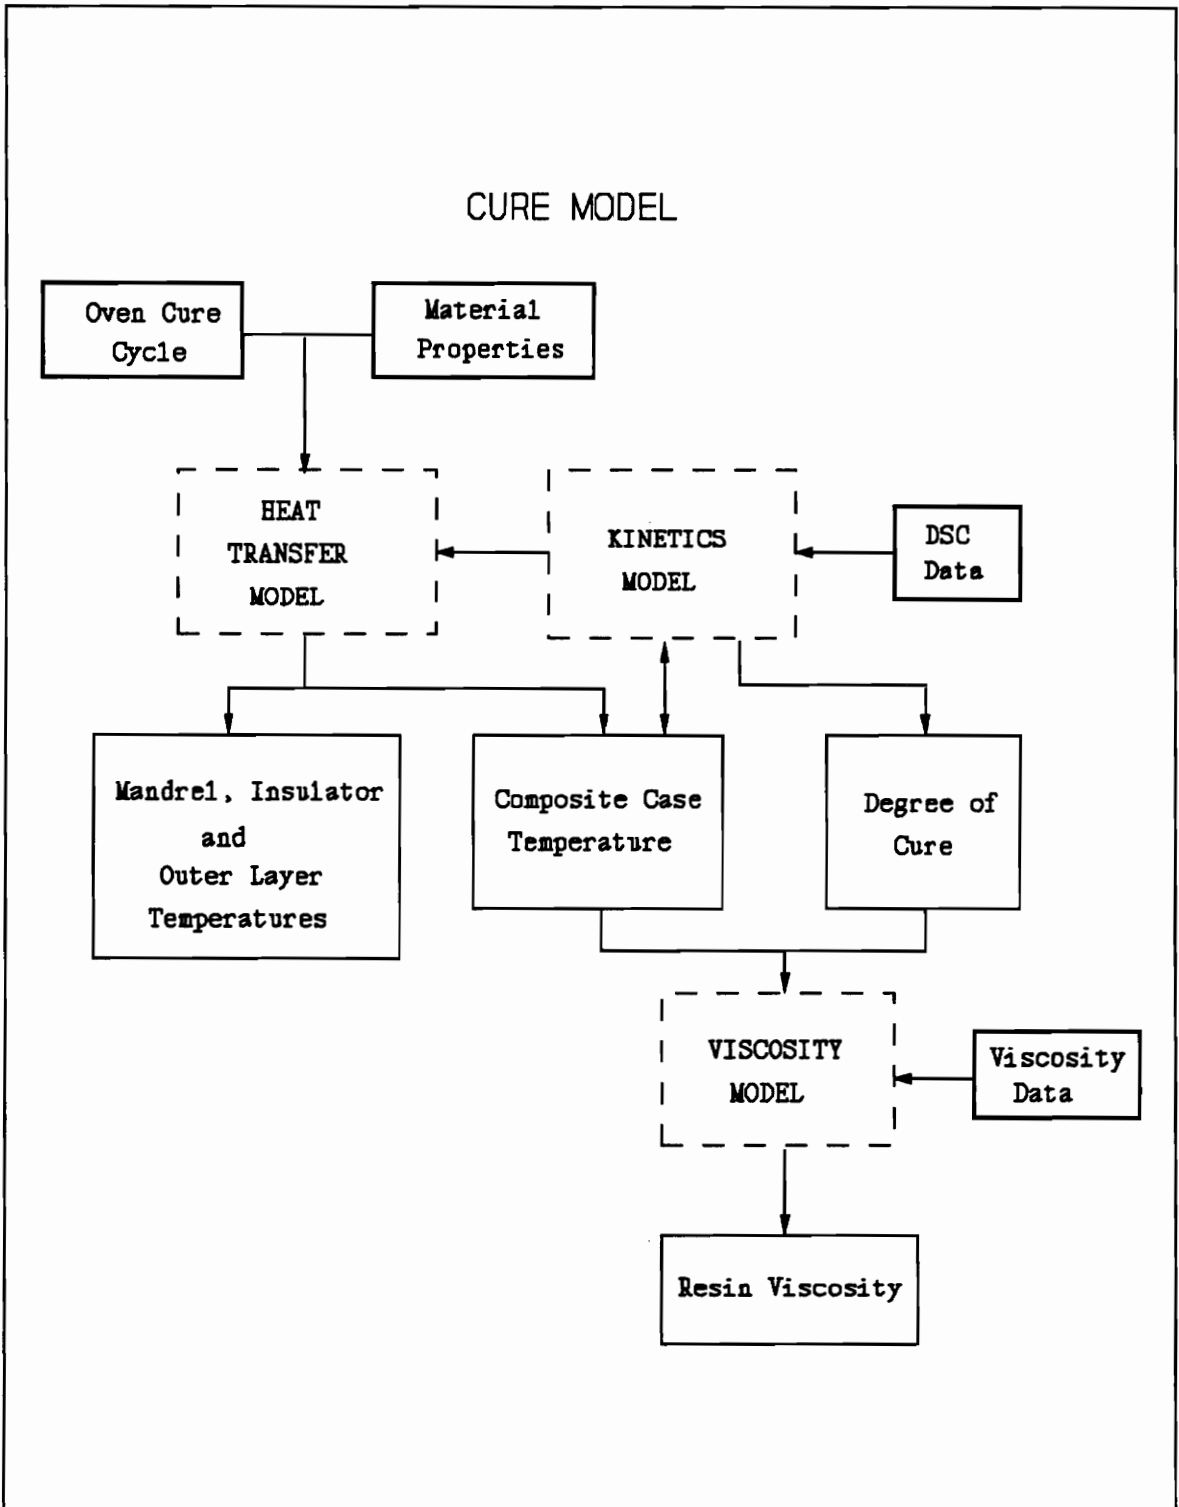 CURE MODEL
Oven Cure
Cycle
Material
Properties
HEAT
TRANSFER
MODEL
KINETICS
MODEL
DSC
Data
Mandrel, Insulator
and
Outer Layer
Temperatures
Composite Case
Temperature
Degree of
Cure
VISCOSITY
MODEL
Viscosity
Data
Resin Viscosity